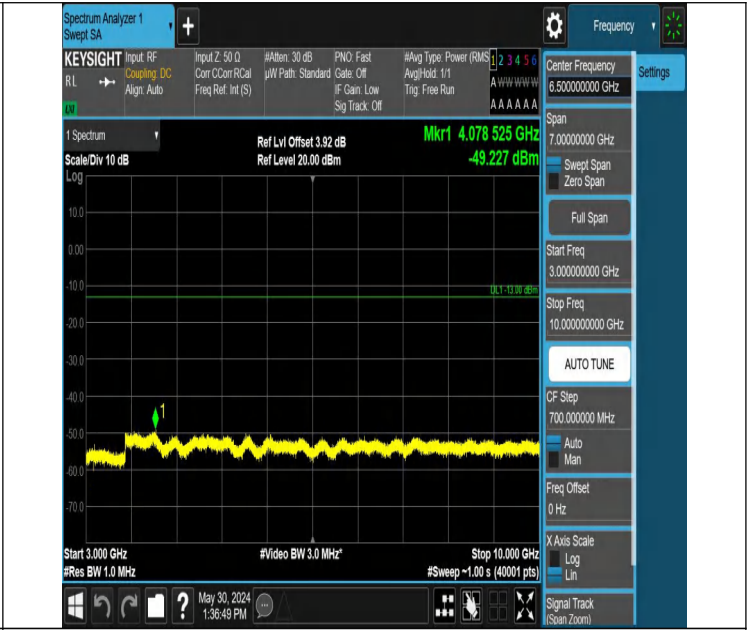 Spectrum Analyzer 1
Swept SA
+
Frequency
KEYSIGHT
RL
Input: RF
Coupling: DC
Align: Auto
Input Z: 50 Ω
Corr CCorr RCal
Freq Ref: Int (S)
#Atten: 30 dB
µW Path: Standard
PNO: Fast
Gate: Off
IF Gain: Low
Sig Track: Off
#Avg Type: Power (RMS
Avg|Hold: 1/1
Trig: Free Run
1 2 3 4 5 6
A W W W W W
A A A A A A
1 Spectrum
Scale/Div 10 dB
Log
Ref Lvl Offset 3.92 dB
Ref Level 20.00 dBm
Mkr1 4.078 525 GHz
-49.227 dBm
10.0
0.00
-10.0
DL1 -13.00 dBm
-20.0
-30.0
-40.0
1
-50.0
-60.0
-70.0
Start 3.000 GHz
#Res BW 1.0 MHz
#Video BW 3.0 MHz*
Stop 10.000 GHz
#Sweep ~1.00 s (40001 pts)
?
May 30, 2024
1:36:49 PM
Center Frequency
6.500000000 GHz
Settings
Span
7.00000000 GHz
Swept Span
Zero Span
Full Span
Start Freq
3.000000000 GHz
Stop Freq
10.000000000 GHz
AUTO TUNE
CF Step
700.000000 MHz
Auto
Man
Freq Offset
0 Hz
X Axis Scale
Log
Lin
Signal Track
(Span Zoom)